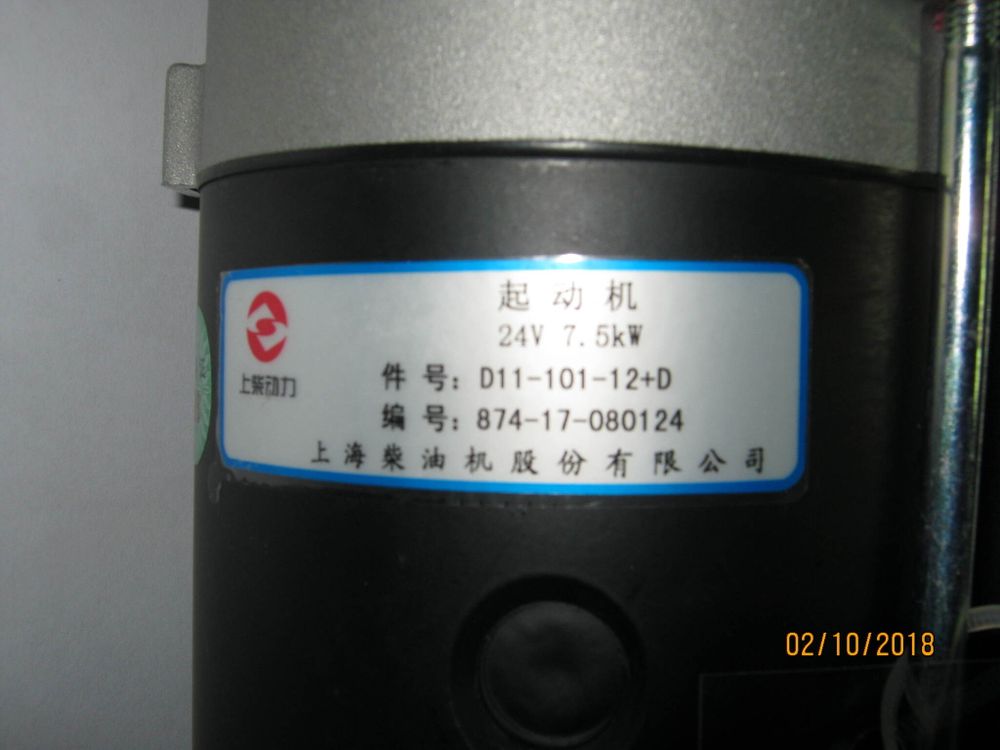 起动机
24V 7.5kW
上柴动力
件号: D11-101-12+D
编号: 874-17-080124
上海柴油机股份有限公司
02/10/2018